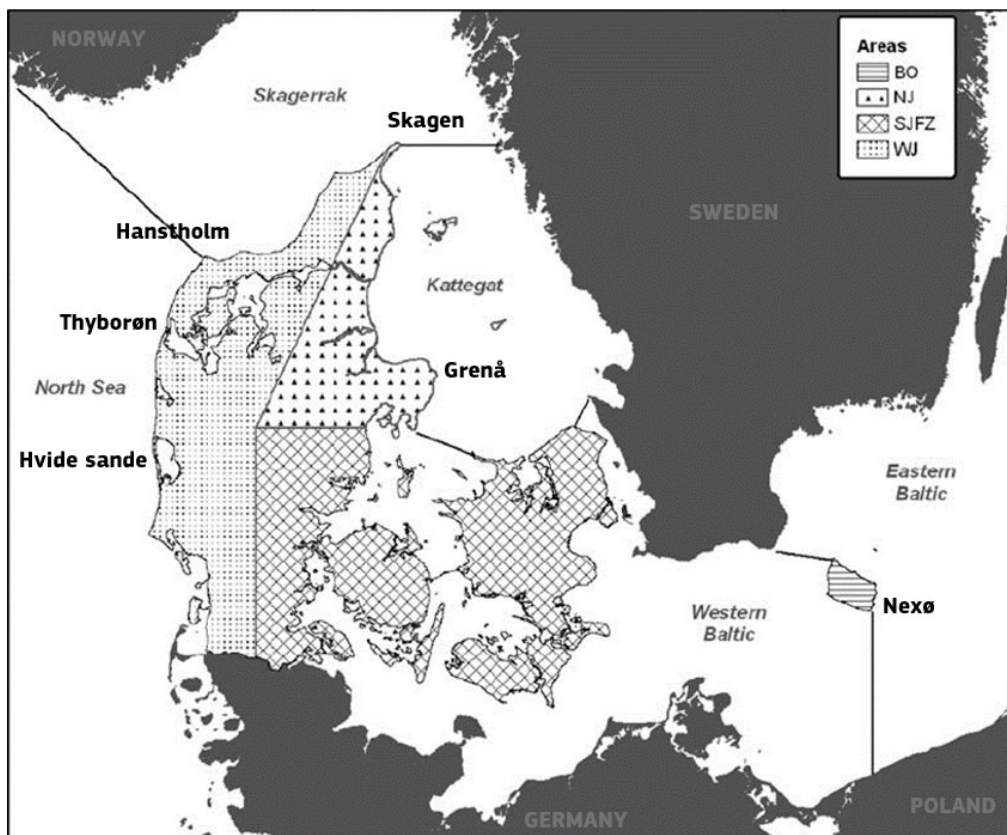 NORWAY
Skagerrak
Skagen
Areas
BO
NJ
SJFZ
WJ
SWEDEN
Hanstholm
Kattegat
Thyborøn
Grenå
North Sea
Hvide sande
Eastern
Baltic
Nexø
Western
Baltic
GERMANY
POLAND